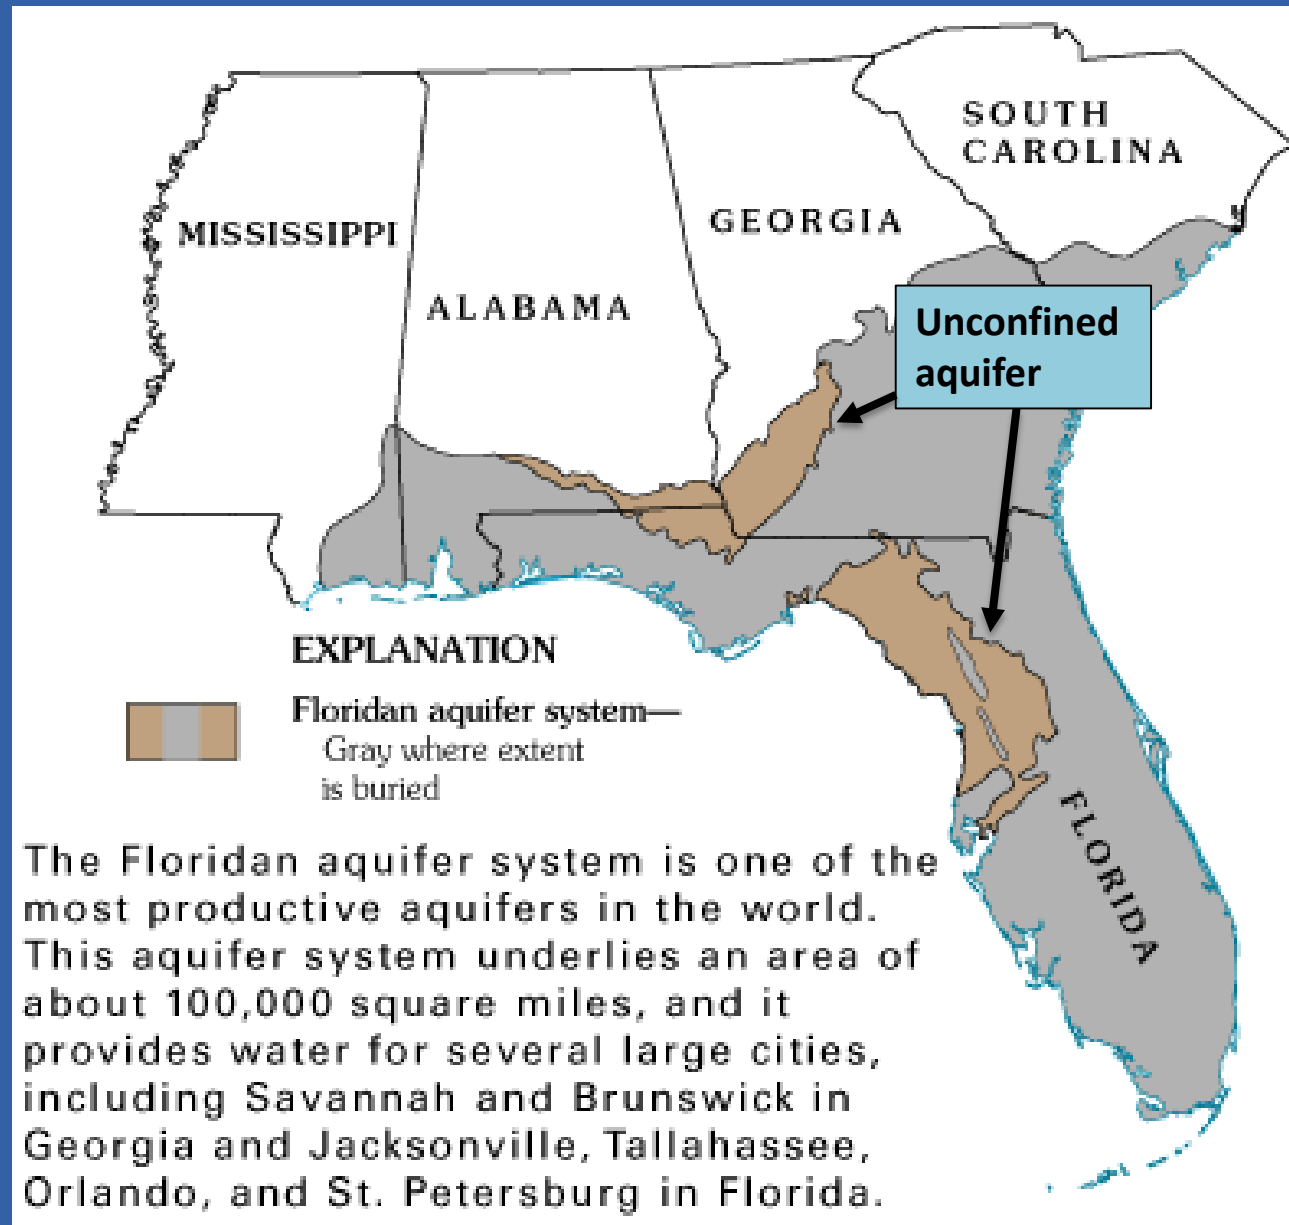 SOUTH
CAROLINA
GEORGIA
MISSISSIPPI
ALABAMA
Unconfined
aquifer
EXPLANATION
Floridan aquifer system—
Gray where extent
is buried
FLORIDA
The Floridan aquifer system is one of the
most productive aquifers in the world.
This aquifer system underlies an area of
about 100,000 square miles, and it
provides water for several large cities,
including Savannah and Brunswick in
Georgia and Jacksonville, Tallahassee,
Orlando, and St. Petersburg in Florida.